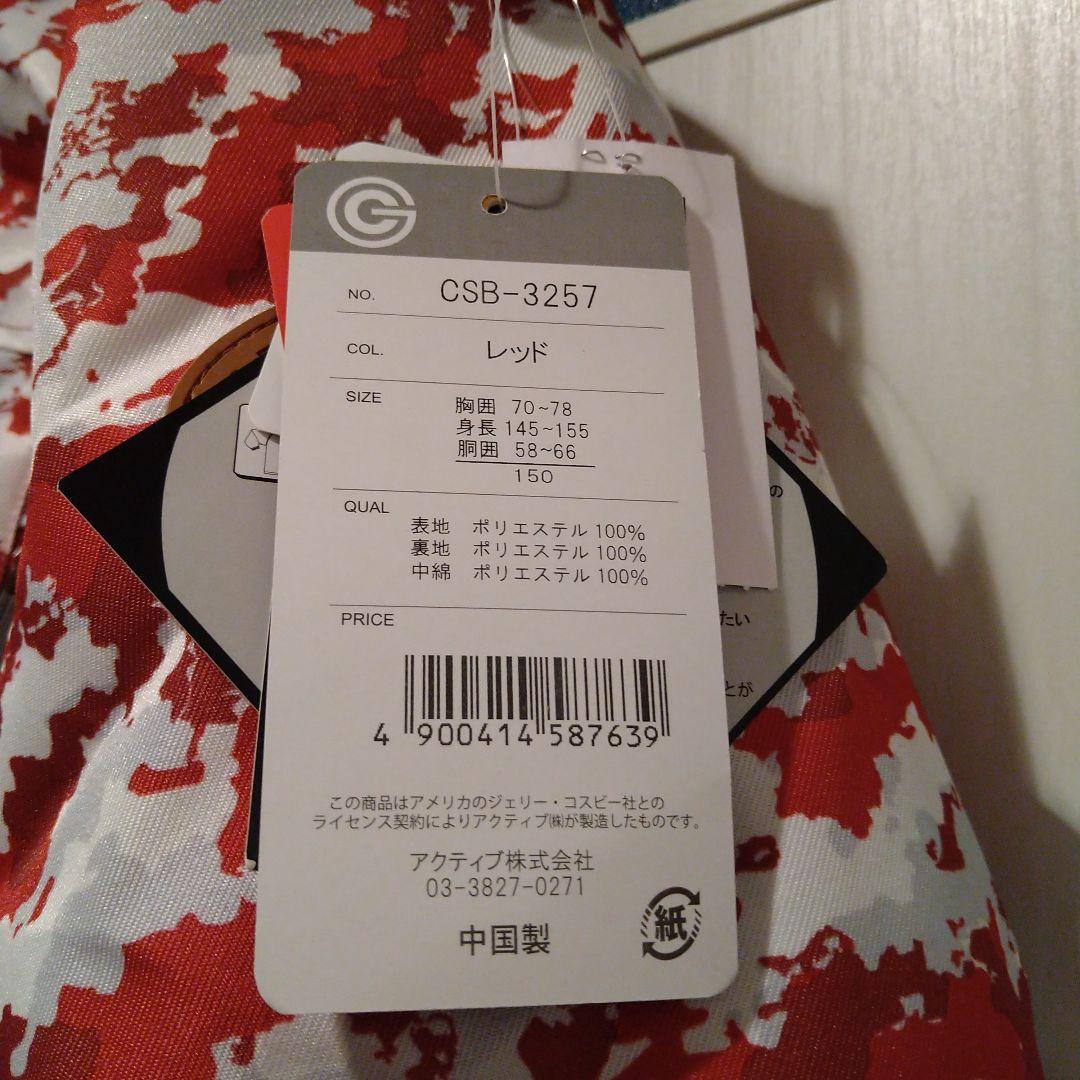 NO. CSB-3257
COL. レッド
SIZE 胸囲 70~78
身長 145~155
胴囲 58~66
150
QUAL
表地 ポリエステル 100%
裏地 ポリエステル 100%
中綿 ポリエステル 100%
PRICE
4 900414 587639
この商品はアメリカのジェリー・コスビー社との
ライセンス契約によりアクティブ㈱が製造したものです。
アクティブ株式会社
03-3827-0271
中国製
紙
の
たい
とが